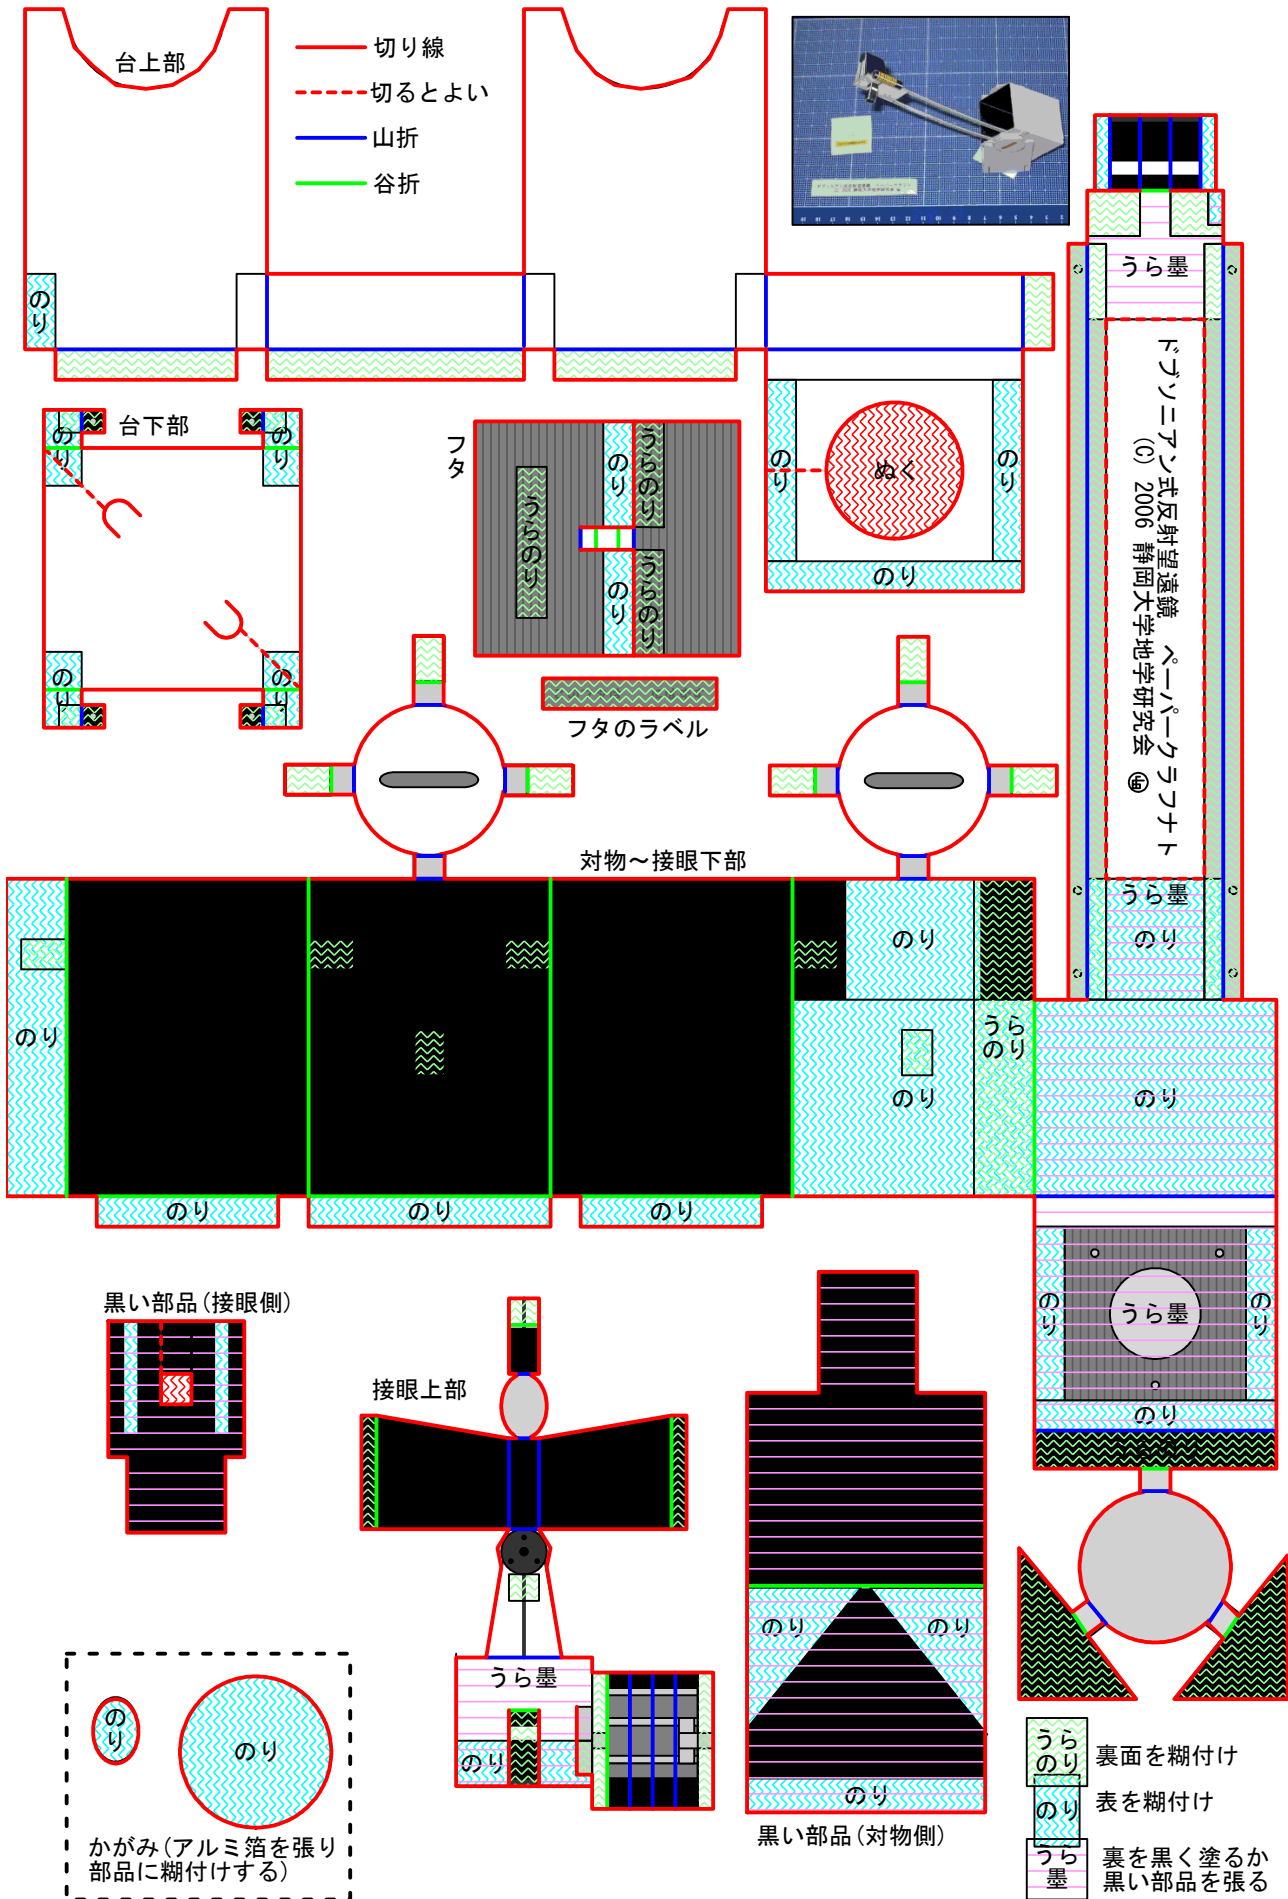 台上部
切り線
切るとよい
山折
谷折
のり
うら墨
ドブソニアン式反射望遠鏡 ペーパークラフナト
(C) 2006 静岡大学地学研究会
台下部
のり
のり
のり
のり
フタ
うらのり
のり
うらのり
のり
うらのり
のり
ぬく
のり
のり
フタのラベル
対物~接眼下部
うら墨
のり
のり
のり
うら
のり
のり
のり
のり
のり
のり
のり
うら墨
のり
のり
黒い部品(接眼側)
接眼上部
うら墨
のり
のり
のり
のり
黒い部品(対物側)
のり
のり
かがみ(アルミ箔を張り
部品に糊付けする)
うら
のり
裏面を糊付け
のり
表を糊付け
うら
墨
裏を黒く塗るか
黒い部品を張る